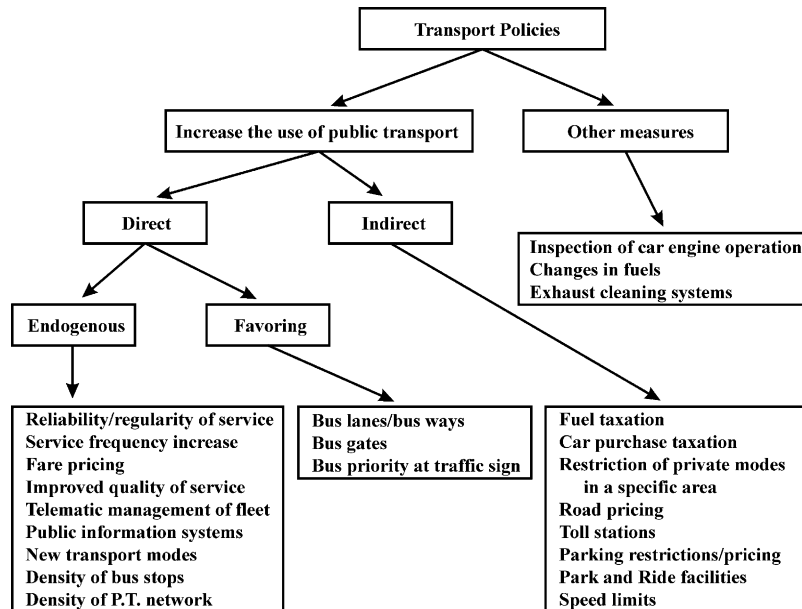 Transport Policies
Increase the use of public transport
Other measures
Direct
Indirect
Inspection of car engine operation
Changes in fuels
Exhaust cleaning systems
Endogenous
Favoring
Reliability/regularity of service
Service frequency increase
Fare pricing
Improved quality of service
Telematic management of fleet
Public information systems
New transport modes
Density of bus stops
Density of P.T. network
Bus lanes/bus ways
Bus gates
Bus priority at traffic sign
Fuel taxation
Car purchase taxation
Restriction of private modes
in a specific area
Road pricing
Toll stations
Parking restrictions/pricing
Park and Ride facilities
Speed limits